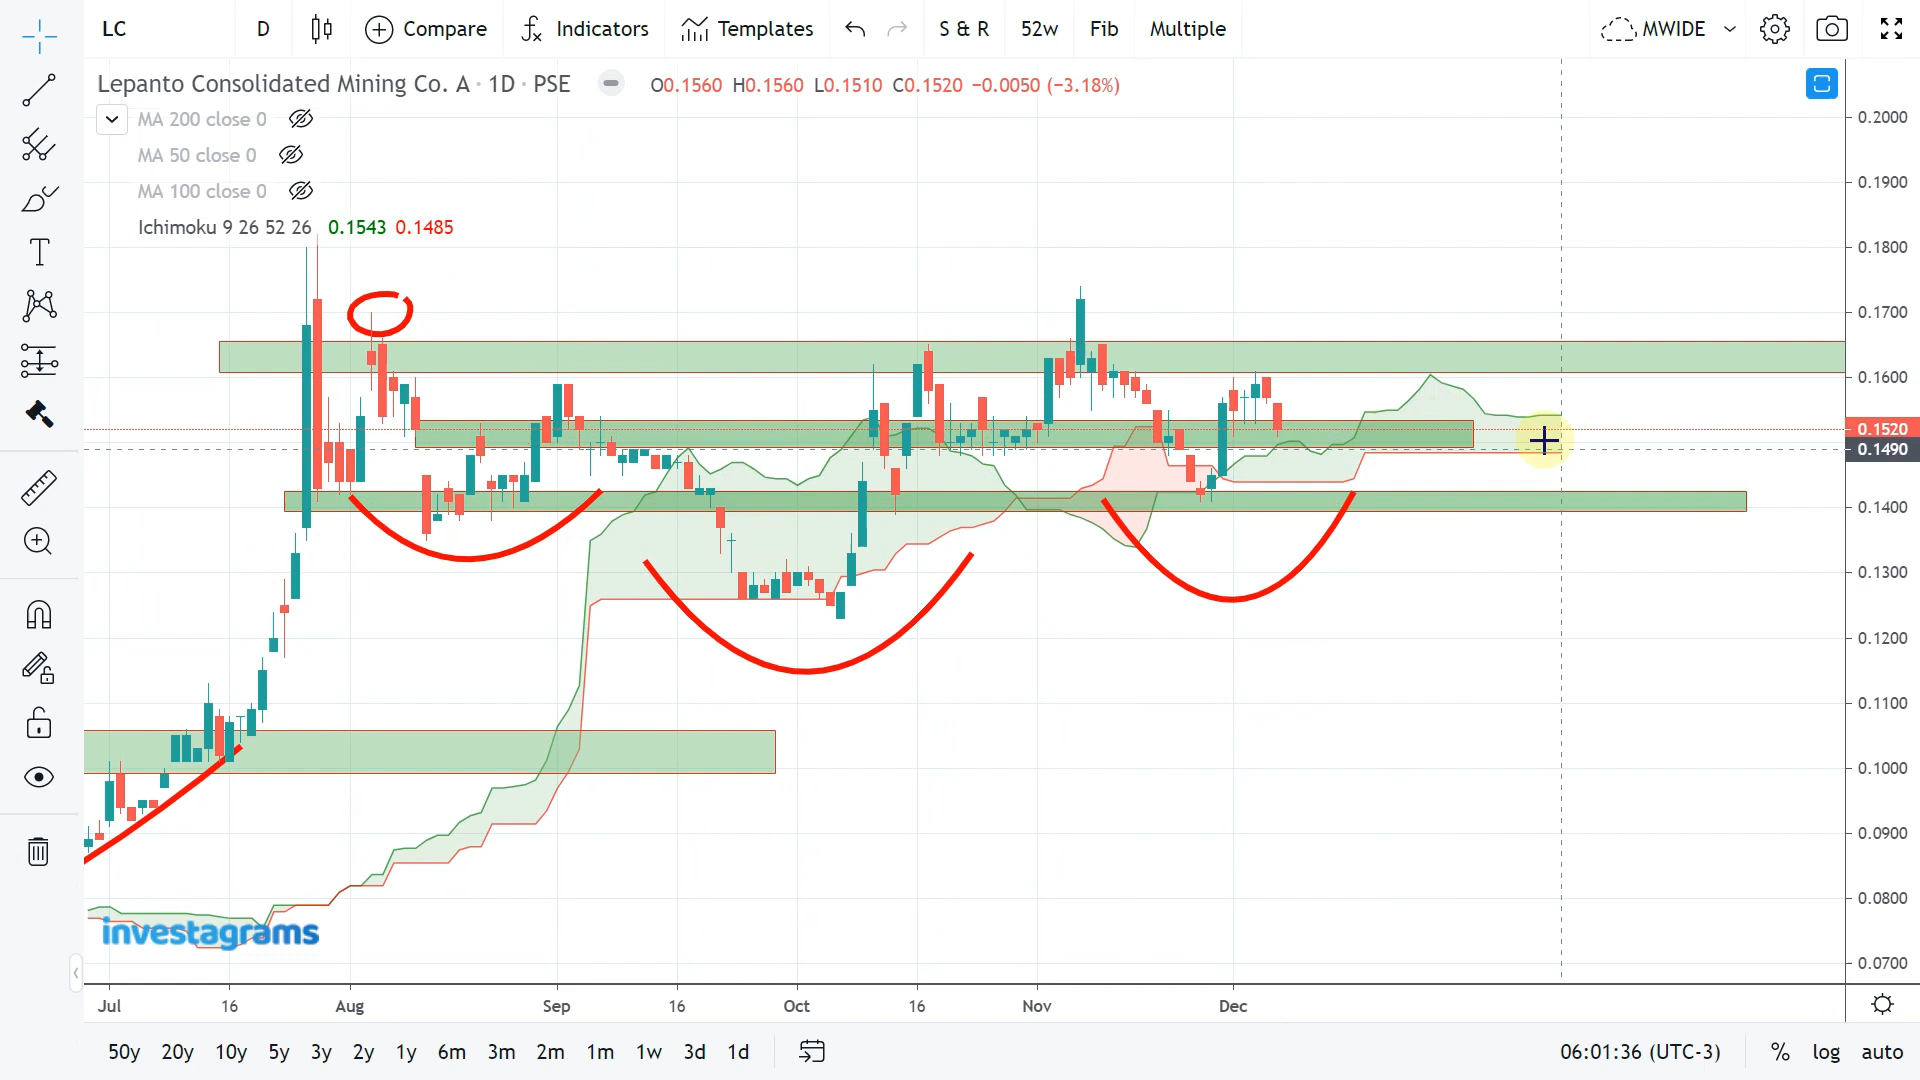 LC D Compare Indicators Templates S & R 52w Fib Multiple MWIDE
Lepanto Consolidated Mining Co. A · 1D · PSE O0.1560 H0.1560 L0.1510 C0.1520 −0.0050 (−3.18%)
MA 200 close 0
MA 50 close 0
MA 100 close 0
Ichimoku 9 26 52 26 0.1543 0.1485
0.2000
0.1900
0.1800
0.1700
0.1600
0.1520
0.1490
0.1400
0.1300
0.1200
0.1100
0.1000
0.0900
0.0800
0.0700
investagrams
Jul 16 Aug Sep 16 Oct 16 Nov Dec
50y 20y 10y 5y 3y 2y 1y 6m 3m 2m 1m 1w 3d 1d 06:01:36 (UTC-3) % log auto